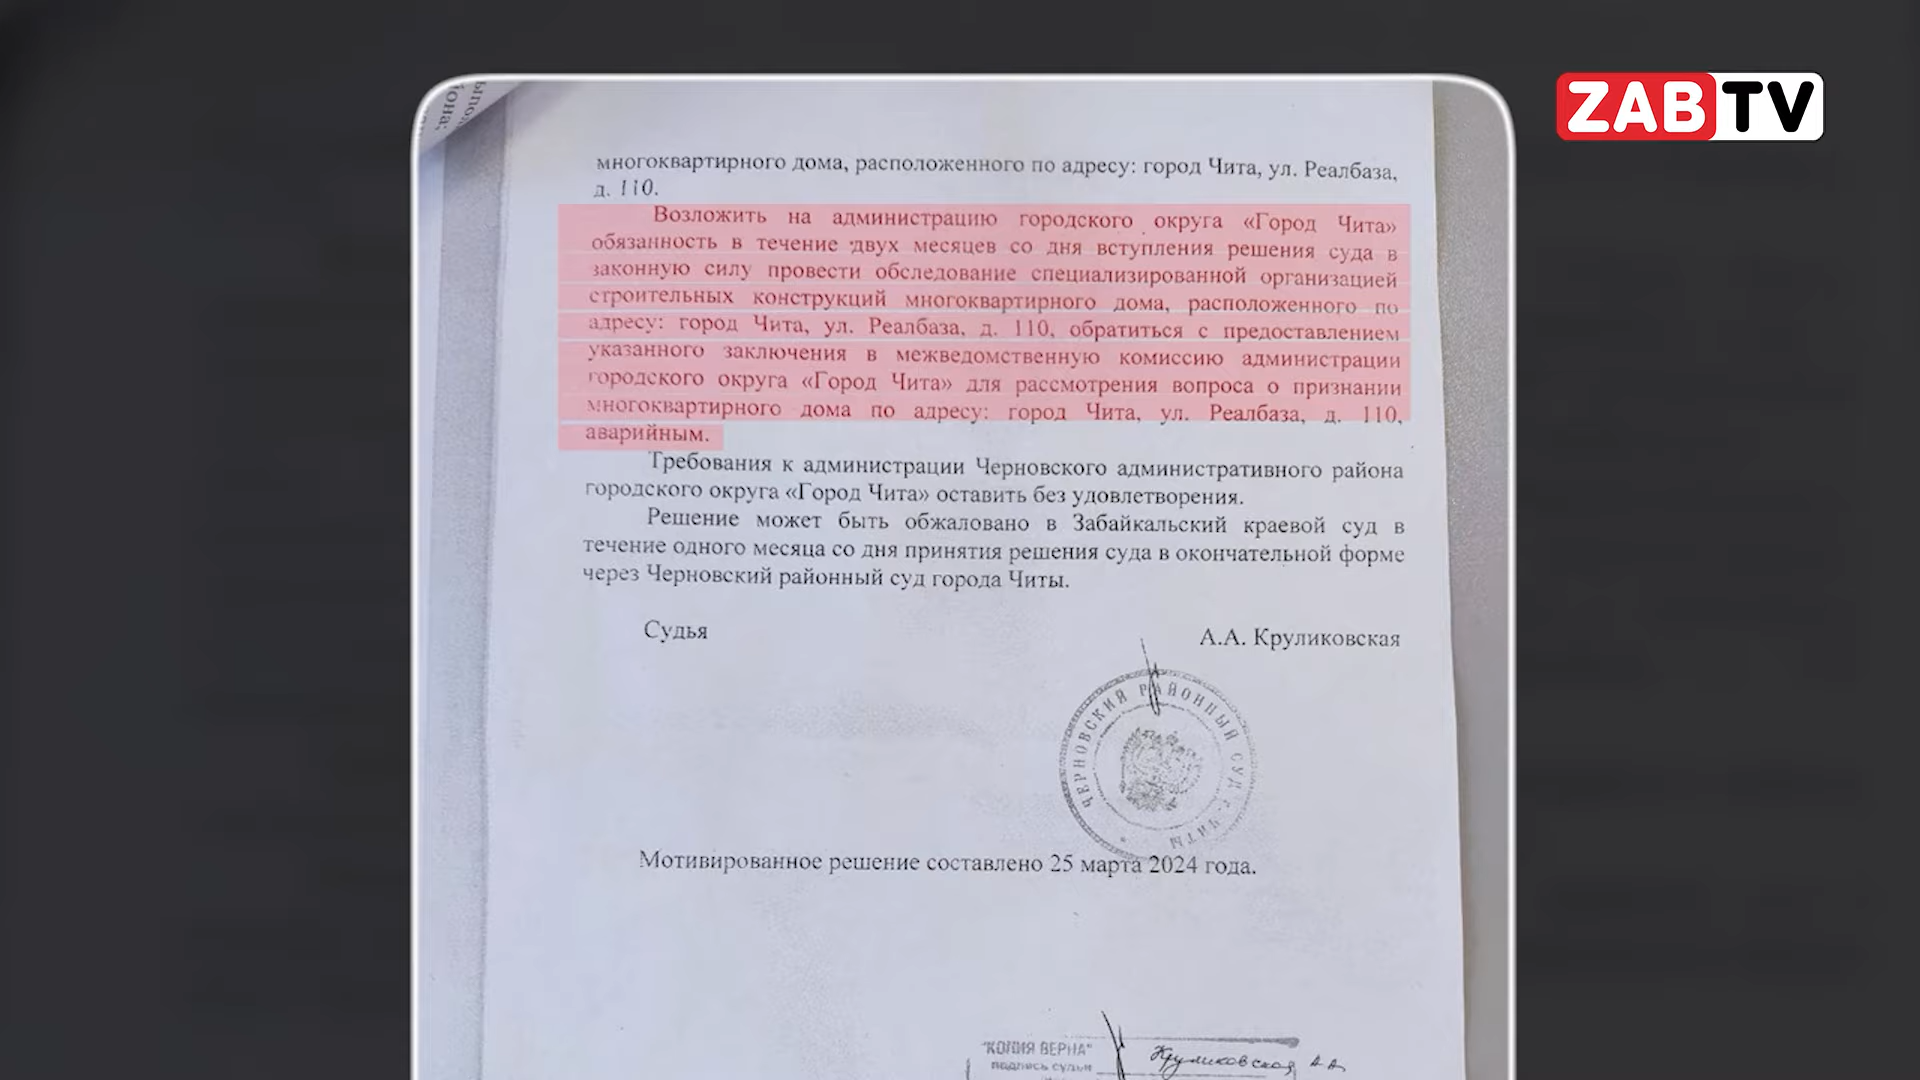 ZABTV
многоквартирного дома, расположенного по адресу: город Чита, ул. Реалбаза,
д. 110.
Возложить на администрацию городского округа «Город Чита»
обязанность в течение двух месяцев со дня вступления решения суда в
законную силу провести обследование специализированной организацией
строительных конструкций многоквартирного дома, расположенного по
адресу: город Чита, ул. Реалбаза, д. 110, обратиться с предоставлением
указанного заключения в межведомственную комиссию администрации
городского округа «Город Чита» для рассмотрения вопроса о признании
многоквартирного дома по адресу: город Чита, ул. Реалбаза, д. 110,
аварийным.
Требования к администрации Черновского административного района
городского округа «Город Чита» оставить без удовлетворения.
Решение может быть обжаловано в Забайкальский краевой суд в
течение одного месяца со дня принятия решения суда в окончательной форме
через Черновский районный суд города Читы.
Судья А.А. Круликовская
ЧЕРНОВСКИЙ РАЙОННЫЙ СУД Г. ЧИТЫ
Мотивированное решение составлено 25 марта 2024 года.
"КОПИЯ ВЕРНА"
подпись судьи Круликовская А А